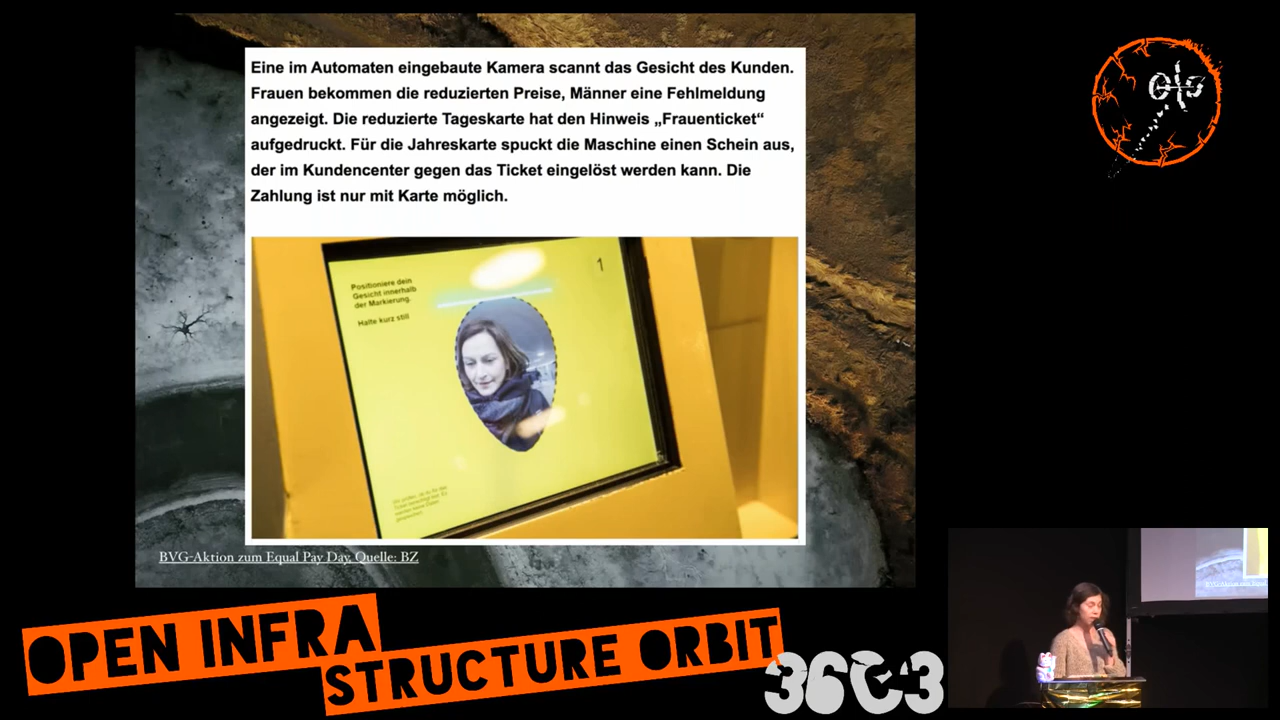 Eine im Automaten eingebaute Kamera scannt das Gesicht des Kunden.
Frauen bekommen die reduzierten Preise, Männer eine Fehlmeldung
angezeigt. Die reduzierte Tageskarte hat den Hinweis „Frauenticket“
aufgedruckt. Für die Jahreskarte spuckt die Maschine einen Schein aus,
der im Kundencenter gegen das Ticket eingelöst werden kann. Die
Zahlung ist nur mit Karte möglich.
1
Positioniere dein
Gesicht innerhalb
der Markierung.
Halte kurz still
BVG-Aktion zum Equal Pay Day, Quelle: BZ
OPEN INFRA
STRUCTURE ORBIT
36C3